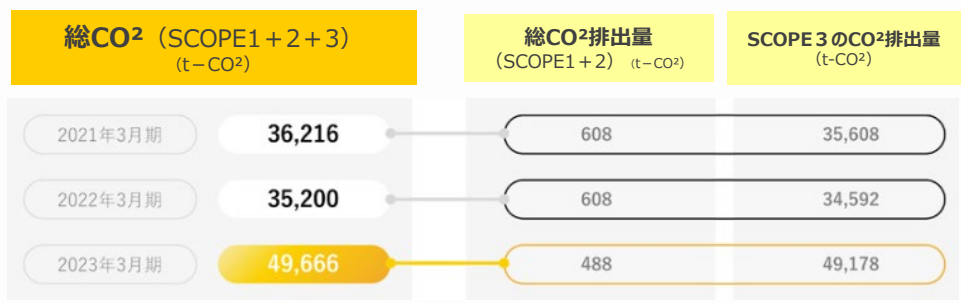 総CO²（SCOPE1＋2＋3）
（t－CO²）
総CO²排出量
（SCOPE1＋2）（t－CO²）
SCOPE３のCO²排出量
（t-CO²）
2021年3月期 36,216 608 35,608
2022年3月期 35,200 608 34,592
2023年3月期 49,666 488 49,178